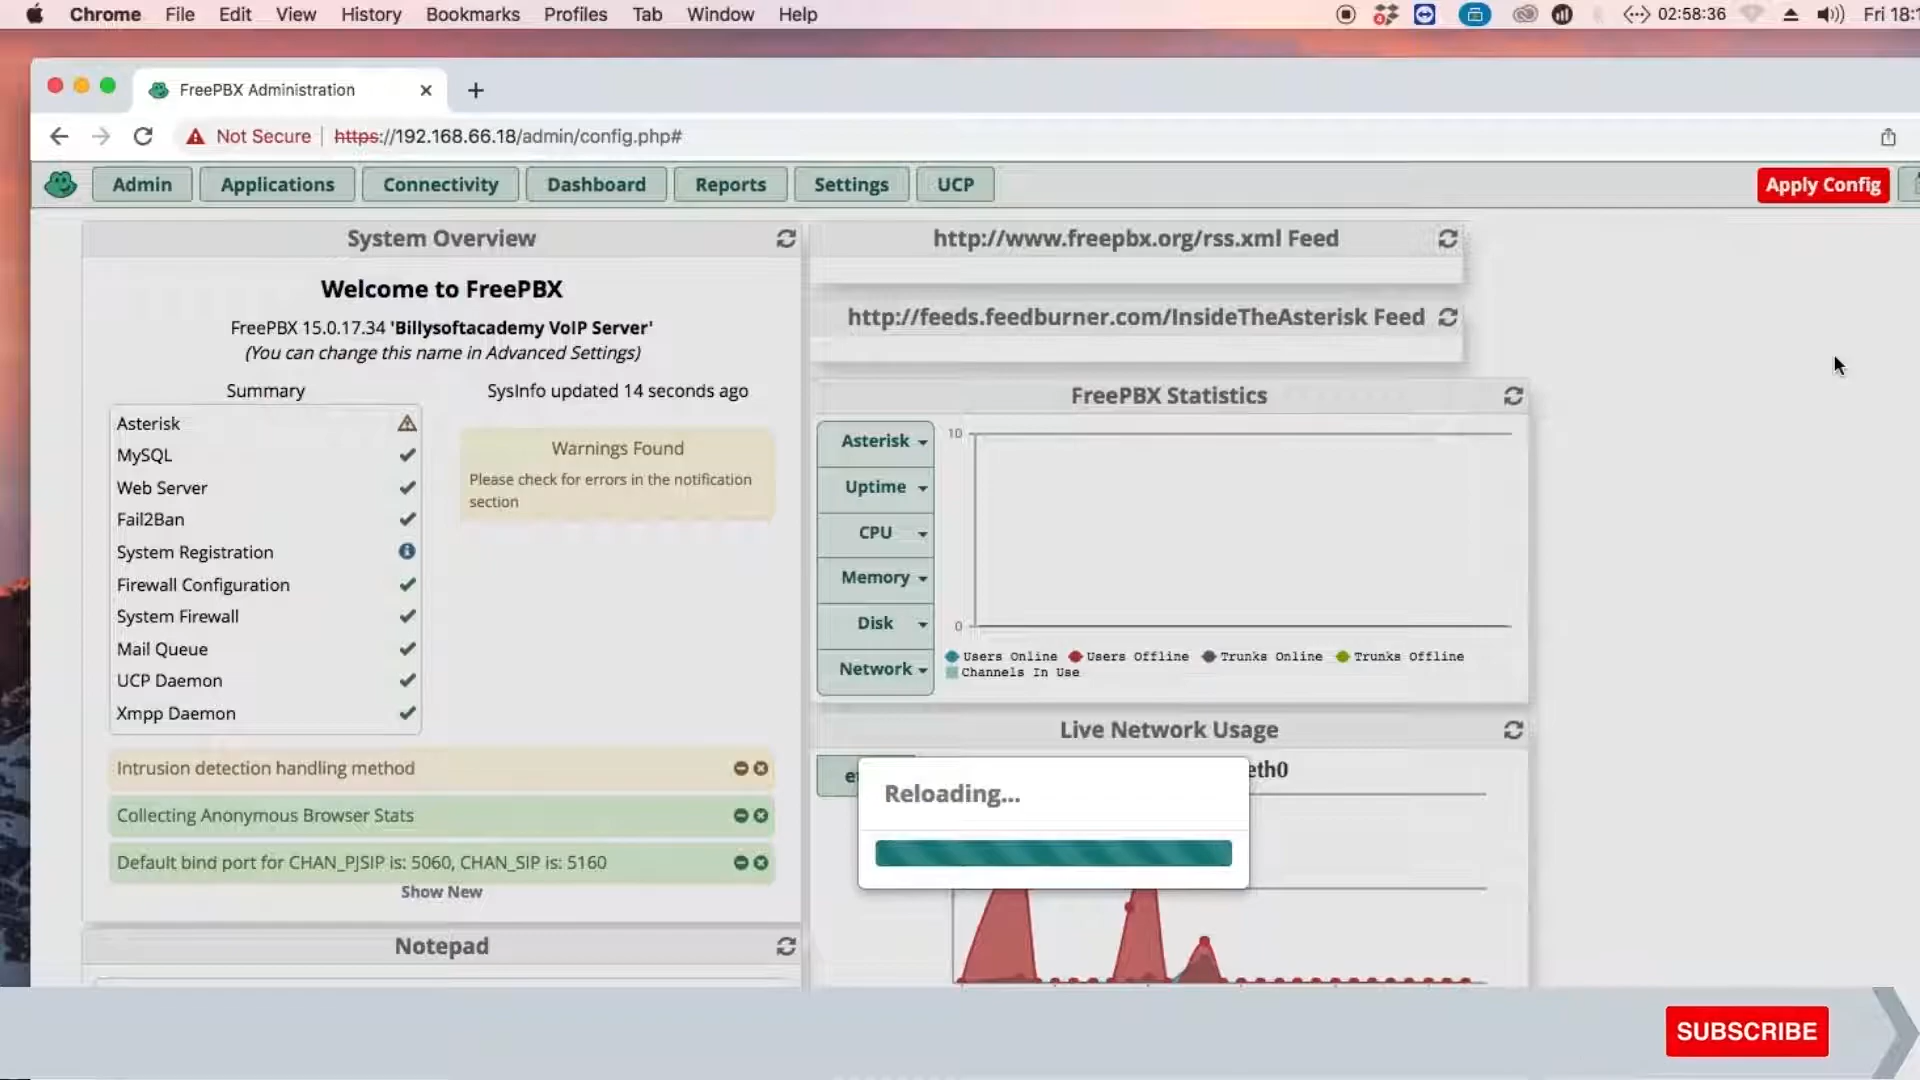 Chrome File Edit View History Bookmarks Profiles Tab Window Help
02:58:36
FreePBX Administration
Not Secure
https://192.168.66.18/admin/config.php#
Admin
Applications
Connectivity
Dashboard
Reports
Settings
UCP
Apply Config
System Overview
Welcome to FreePBX
FreePBX 15.0.17.34 'Billysoftacademy VoIP Server'
(You can change this name in Advanced Settings)
Summary
SysInfo updated 14 seconds ago
Asterisk
MySQL
Web Server
Fail2Ban
System Registration
Firewall Configuration
System Firewall
Mail Queue
UCP Daemon
Xmpp Daemon
Warnings Found
Please check for errors in the notification
section
Intrusion detection handling method
Collecting Anonymous Browser Stats
Default bind port for CHAN_PJSIP is: 5060, CHAN_SIP is: 5160
Show New
Notepad
http://www.freepbx.org/rss.xml Feed
http://feeds.feedburner.com/InsideTheAsterisk Feed
FreePBX Statistics
Asterisk
Uptime
CPU
Memory
Disk
Network
10
0
Users Online Users Offline Trunks Online Trunks Offline
Channels In Use
Live Network Usage
eth0
Reloading...
SUBSCRIBE